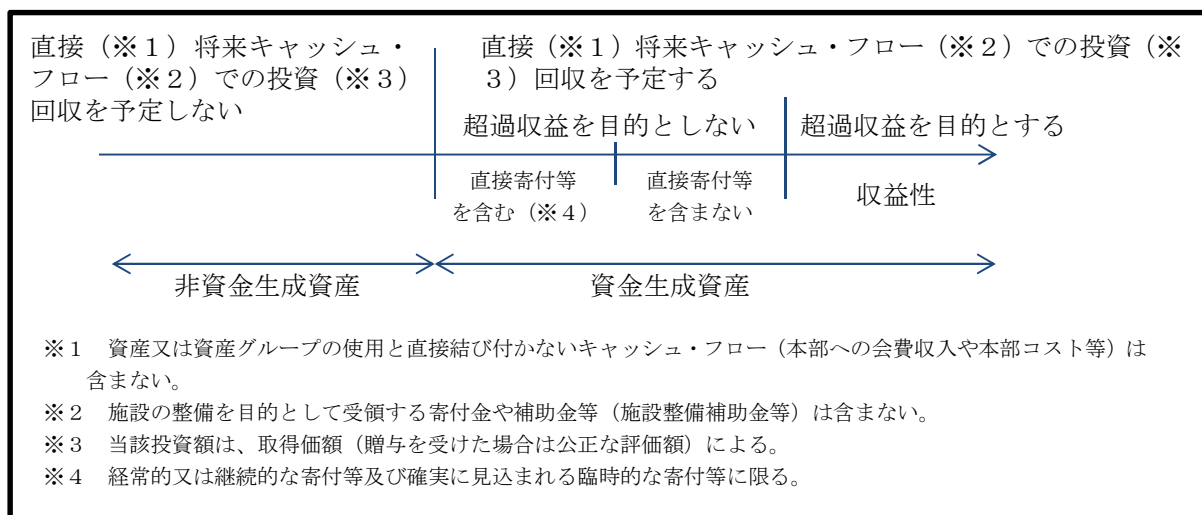 直接（※１）将来キャッシュ・
フロー（※２）での投資（※３）
回収を予定しない
直接（※１）将来キャッシュ・フロー（※２）での投資（※
３）回収を予定する
超過収益を目的としない
超過収益を目的とする
直接寄付等
を含む（※４）
直接寄付等
を含まない
収益性
非資金生成資産
資金生成資産
※１　資産又は資産グループの使用と直接結び付かないキャッシュ・フロー（本部への会費収入や本部コスト等）は
含まない。
※２　施設の整備を目的として受領する寄付金や補助金等（施設整備補助金等）は含まない。
※３　当該投資額は、取得価額（贈与を受けた場合は公正な評価額）による。
※４　経常的又は継続的な寄付等及び確実に見込まれる臨時的な寄付等に限る。